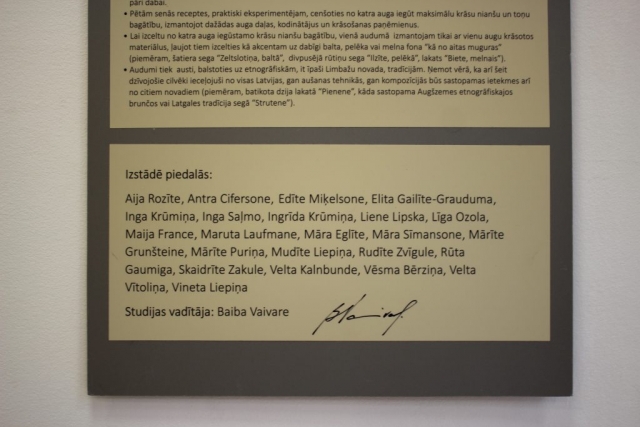 pāri dabai.
• Pētām senās receptes, praktiski eksperimentējam, cenšoties no katra auga iegūt maksimālu krāsu nianšu un toņu
bagātību, izmantojot dažādas auga daļas, kodinātājus un krāsošanas paņēmienus.
• Lai izceltu no katra auga iegūstamo krāsu nianšu bagātību, vienā audumā izmantojam tikai ar vienu augu krāsotos
materiālus, ļaujot tiem izcelties kā akcentam uz dabīgi balta, pelēka vai melna fona "kā no aitas muguras"
(piemēram, šatiera sega "Zeltslotiņa, baltā", divpusējā rūtiņu sega "Ilzīte, pelēkā", lakats "Biete, melnais").
• Audumi tiek austi, balstoties uz etnogrāfiskām, it īpaši Limbažu novada, tradīcijām. Ņemot vērā, ka arī šeit
dzīvojošie cilvēki ieceļojuši no visas Latvijas, gan aušanas tehnikās, gan kompozīcijās būs sastopamas ietekmes arī
no citiem novadiem (piemēram, batikota dzija lakatā "Pienene", kāda sastopama Augšzemes etnogrāfiskajos
brunčos vai Latgales tradīcija segā "Strutene").
Izstādē piedalās:
Aija Rozīte, Antra Cifersone, Edīte Miķelsone, Elita Gailīte-Grauduma,
Inga Krūmiņa, Inga Saļmo, Ingrīda Krūmiņa, Liene Lipska, Līga Ozola,
Maija France, Maruta Laufmane, Māra Eglīte, Māra Sīmansone, Mārīte
Grunšteine, Mārīte Puriņa, Mudīte Liepiņa, Rudīte Zvīgule, Rūta
Gaumiga, Skaidrīte Zakule, Velta Kalnbunde, Vēsma Bērziņa, Velta
Vītoliņa, Vineta Liepiņa
Studijas vadītāja: Baiba Vaivare